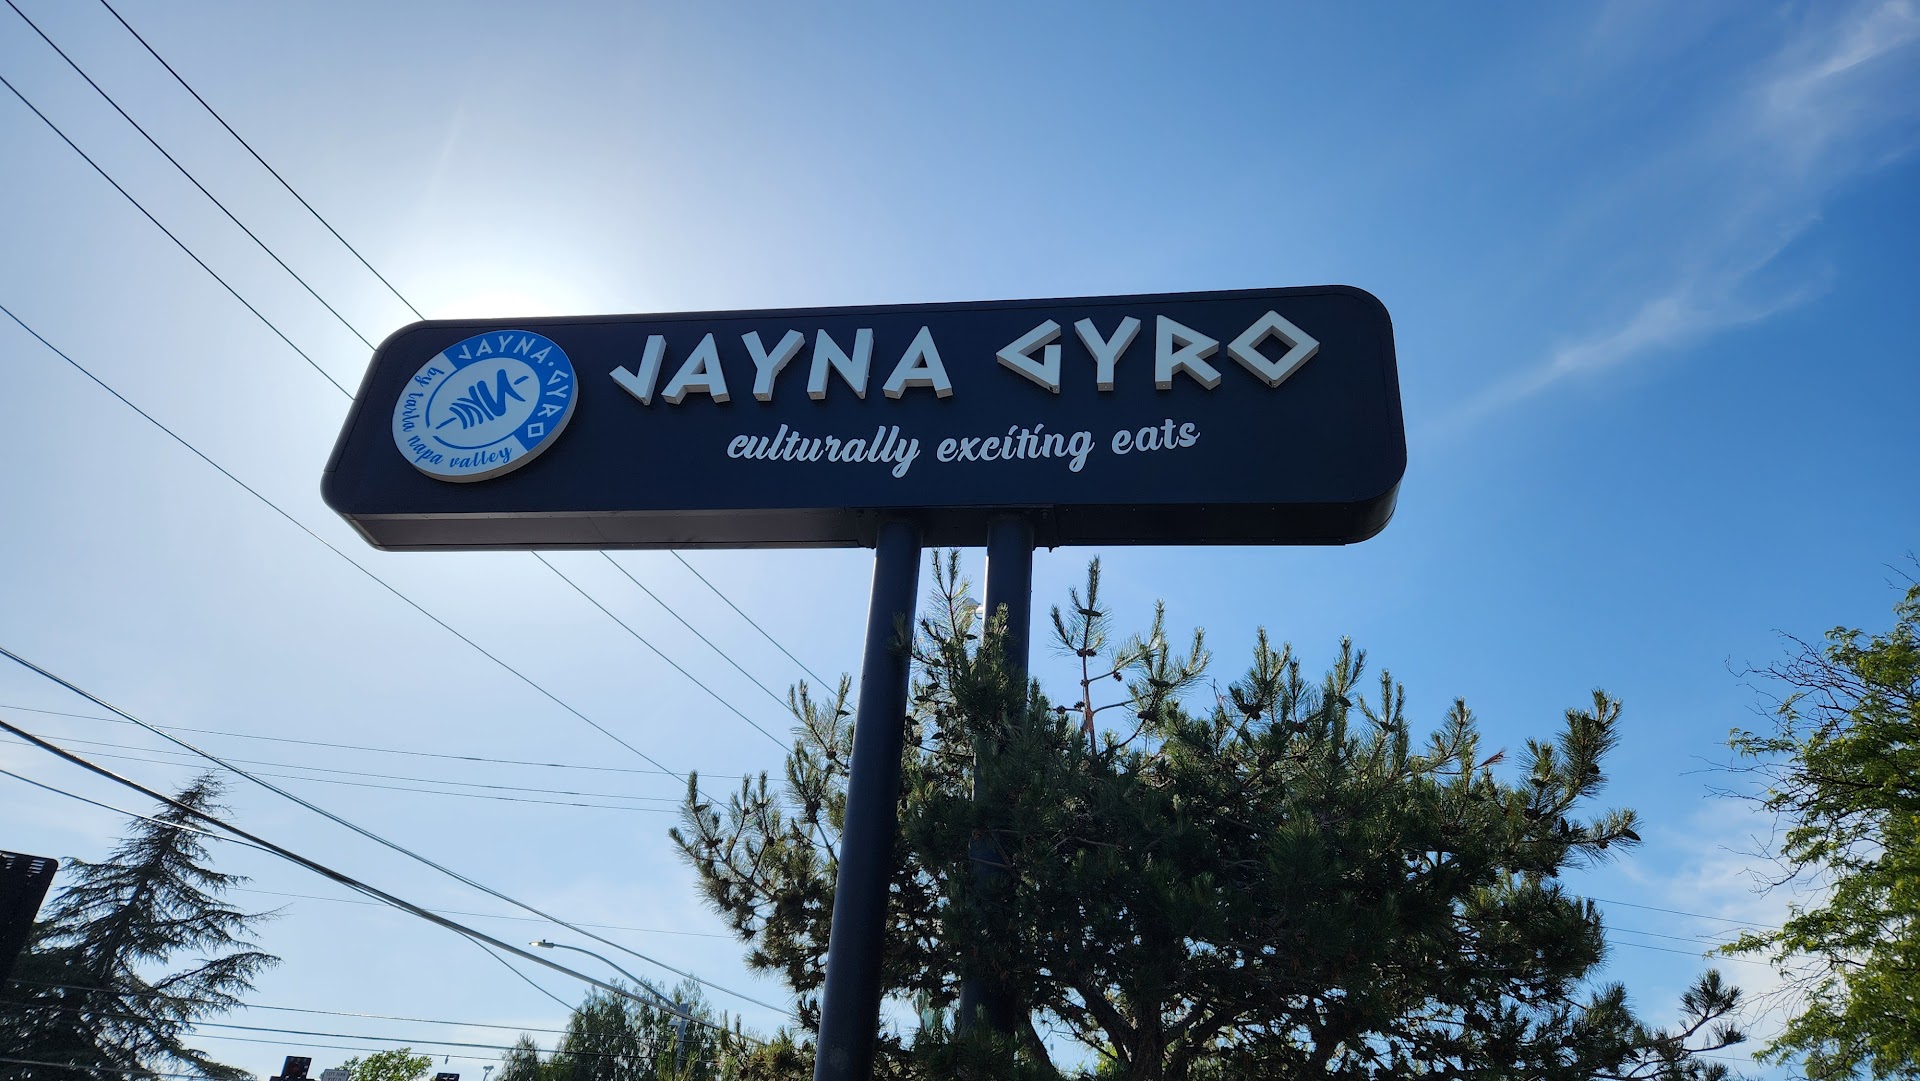 JAYNA GYRO
culturally exciting eats
JAYNA · GYRO
by tarla napa valley